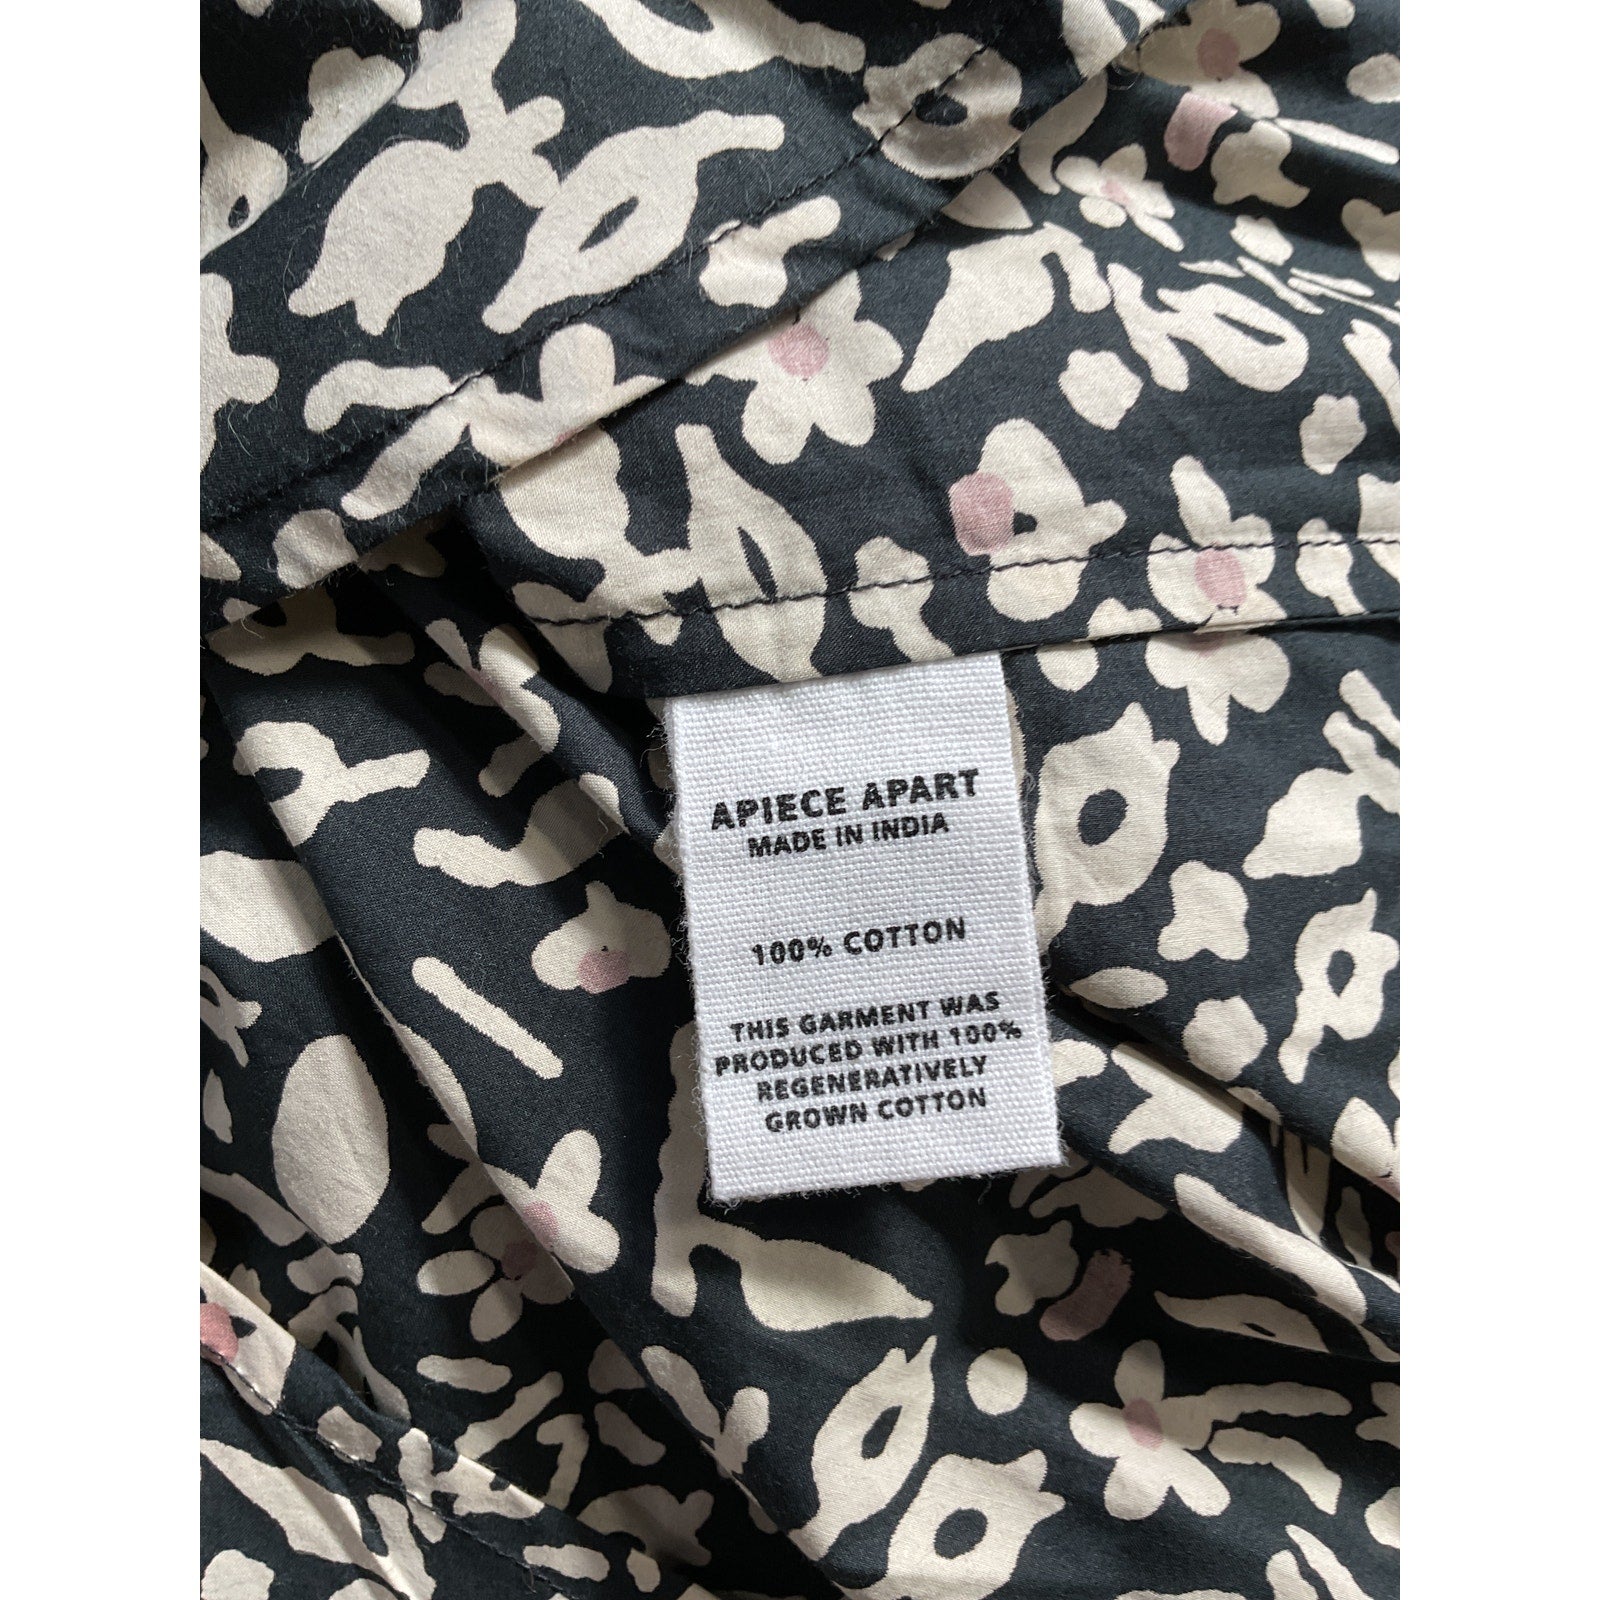 APIECE APART
MADE IN INDIA
100% COTTON
THIS GARMENT WAS
PRODUCED WITH 100%
REGENERATIVELY
GROWN COTTON